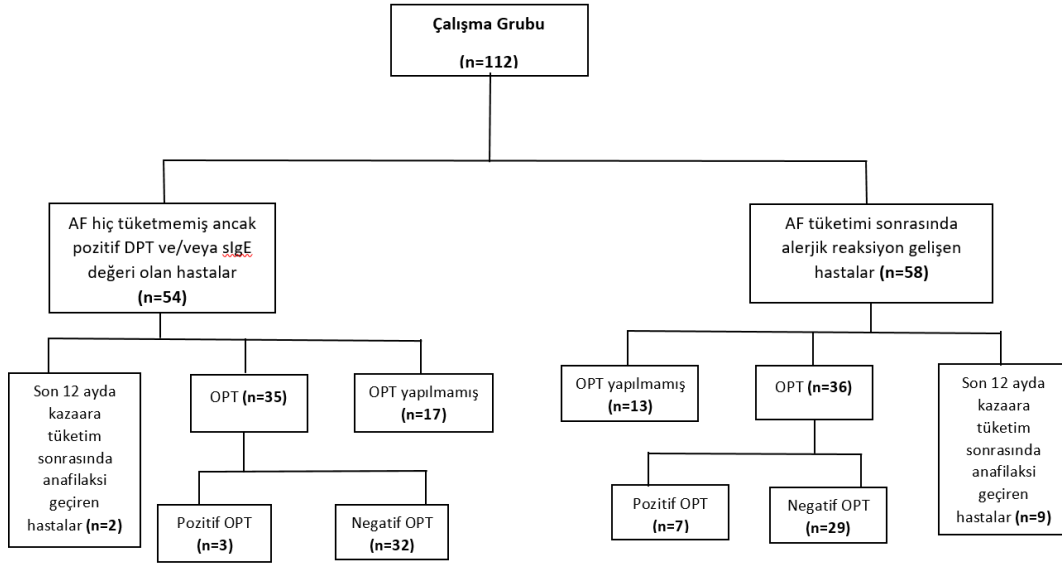 Çalışma Grubu
(n=112)
AF hiç tüketmemiş ancak
pozitif DPT ve/veya sIgE
değeri olan hastalar
(n=54)
AF tüketimi sonrasında
alerjik reaksiyon gelişen
hastalar (n=58)
Son 12 ayda
kazaara
tüketim
sonrasında
anafilaksi
geçiren
hastalar (n=2)
OPT (n=35)
OPT yapılmamış
(n=17)
OPT yapılmamış
(n=13)
OPT (n=36)
Son 12 ayda
kazaara
tüketim
sonrasında
anafilaksi
geçiren
hastalar (n=9)
Pozitif OPT
(n=3)
Negatif OPT
(n=32)
Pozitif OPT
(n=7)
Negatif OPT
(n=29)